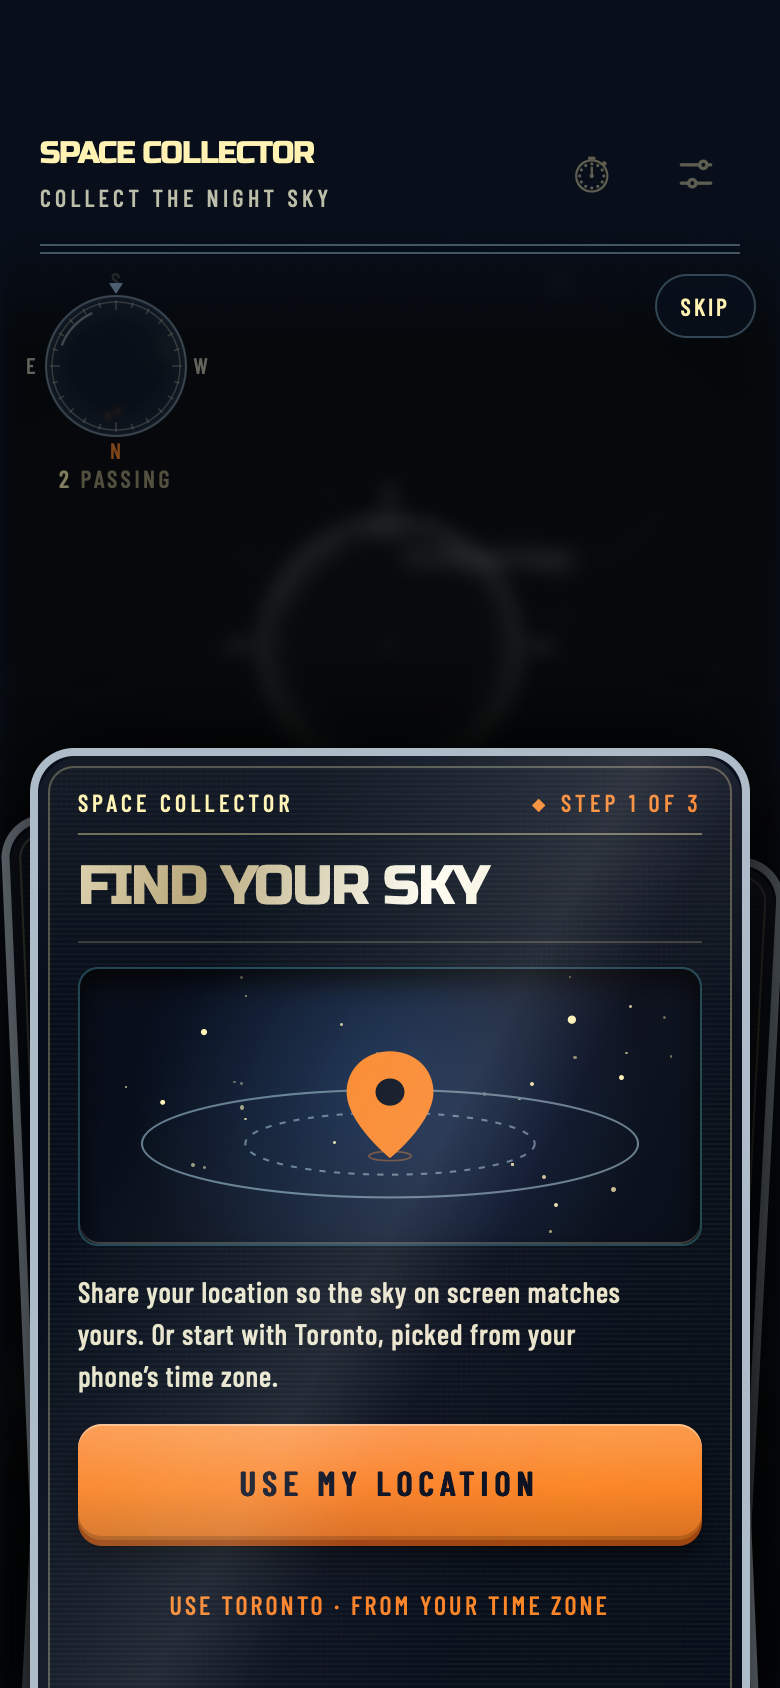 SPACE COLLECTOR
COLLECT THE NIGHT SKY
S
SKIP
E
W
N
2 PASSING
SPACE COLLECTOR
◆ STEP 1 OF 3
FIND YOUR SKY
Share your location so the sky on screen matches
yours. Or start with Toronto, picked from your
phone’s time zone.
USE MY LOCATION
USE TORONTO · FROM YOUR TIME ZONE